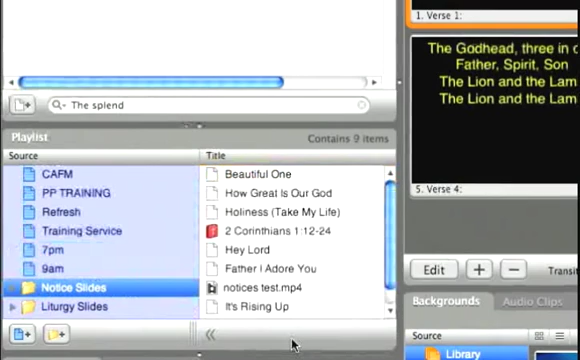 1. Verse 1:
The Godhead, three in o
Father, Spirit, Son
The Lion and the Lam
The Lion and the Lam
The splend
Playlist
Contains 9 items
Source
Title
CAFM
PP TRAINING
Refresh
Training Service
7pm
9am
Notice Slides
Liturgy Slides
Beautiful One
How Great Is Our God
Holiness (Take My Life)
2 Corinthians 1:12-24
Hey Lord
Father I Adore You
notices test.mp4
It's Rising Up
5. Verse 4:
Edit
Transiti
Backgrounds
Audio Clips
Source
Library